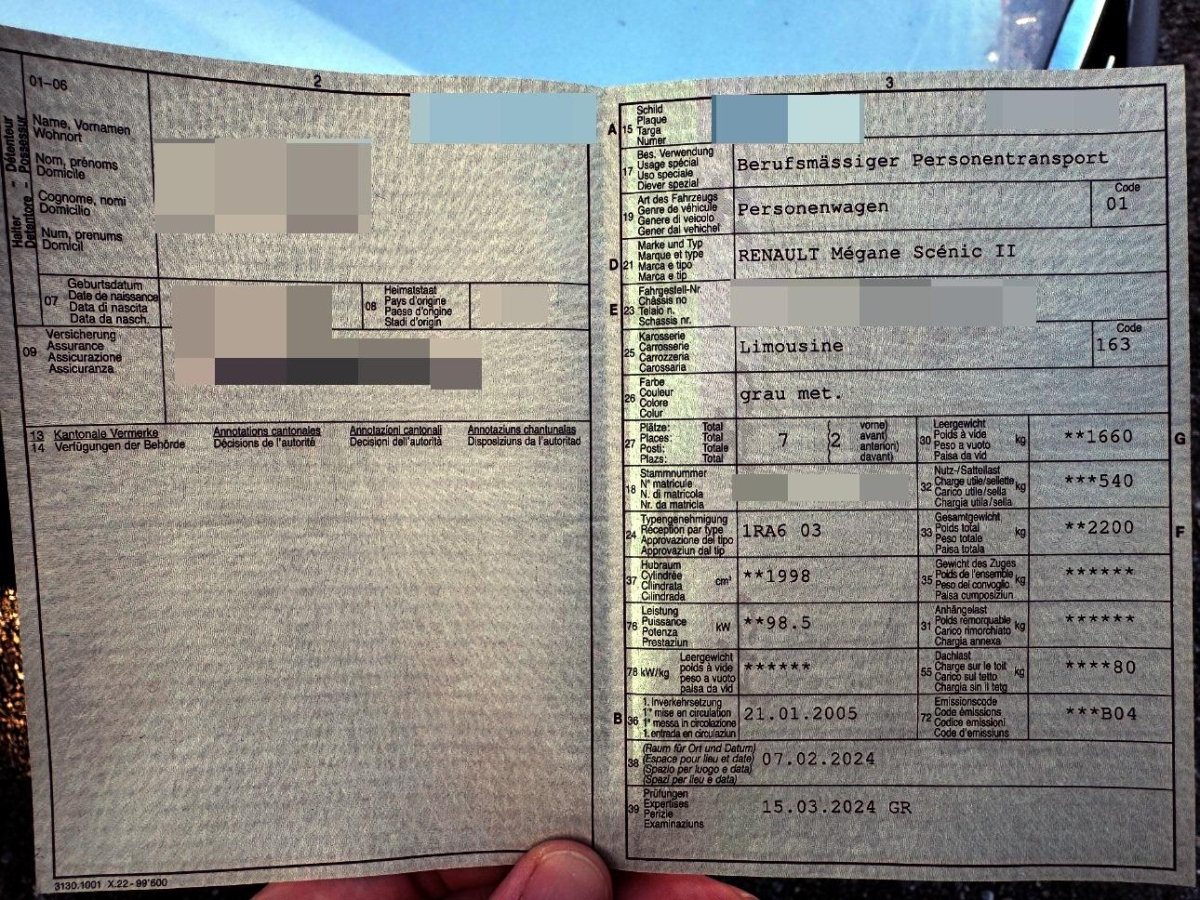 2
01–06
Halter - Détenteur
Detentore - Possessur
Name, Vornamen
Wohnort
Nom, prénoms
Domicile
Cognome, nomi
Domicilio
Num, prenums
Domicil
07
Geburtsdatum
Date de naissance
Data di nascita
Data da nasch.
08
Heimatstaat
Pays d'origine
Paese d'origine
Stadi d'origin
09
Versicherung
Assurance
Assicurazione
Assicuranza
13 Kantonale Vermerke Annotations cantonales Annotazioni cantonali Annotaziuns chantunalas
14 Verfügungen der Behörde Décisions de l'autorité Decisioni dell'autorità Disposiziuns da l'autoritad
3130.1001 X.22 - 99'600
3
A 15
Schild
Plaque
Targa
Numer
17
Bes. Verwendung
Usage spécial
Uso speciale
Diever spezial
Berufsmässiger Personentransport
19
Art des Fahrzeugs
Genre de véhicule
Genere di veicolo
Gener dal vehichel
Personenwagen
Code
01
D 21
Marke und Typ
Marque et type
Marca e tipo
Marca e tip
RENAULT Mégane Scénic II
E 23
Fahrgestell-Nr.
Châssis no
Telaio n.
Schassis nr.
25
Karosserie
Carrosserie
Carrozzeria
Carossaria
Limousine
Code
163
26
Farbe
Couleur
Colore
Colur
grau met.
27
Plätze: Total
Places: Total
Posti: Totale
Plazs: Total
7 (2
vorne)
avant)
anteriori)
davant)
30
Leergewicht
Poids à vide
Peso a vuoto
Paisa da vid
kg
**1660
G
18
Stammnummer
N° matricule
N. di matricola
Nr. da matricla
32
Nutz-/Sattellast
Charge utile/sellette
Carico utile/sella
Chargia utila/sella
kg
***540
24
Typengenehmigung
Réception par type
Approvazione del tipo
Approvaziun dal tip
1RA6 03
33
Gesamtgewicht
Poids total
Peso totale
Paisa totala
kg
**2200
F
37
Hubraum
Cylindrée
Cilindrata
Cilindrada
cm³
**1998
35
Gewicht des Zuges
Poids de l'ensemble
Peso del convoglio
Paisa cumposiziun
kg
******
76
Leistung
Puissance
Potenza
Prestaziun
kW
**98.5
31
Anhängelast
Poids remorquable
Carico rimorchiato
Chargia annexa
kg
******
78 kW/kg
Leergewicht
poids à vide
peso a vuoto
paisa da vid
******
55
Dachlast
Charge sur le toit
Carico sul tetto
Chargia sin il tetg
kg
****80
B 36
1. Inverkehrsetzung
1re mise en circulation
1a messa in circolazione
1. entrada en circulaziun
21.01.2005
72
Emissionscode
Code émissions
Codice emissioni
Code d'emissiuns
***B04
38
(Raum für Ort und Datum)
(Espace pour lieu et date)
(Spazio per luogo e data)
(Spazi per lieu e data)
07.02.2024
39
Prüfungen
Expertises
Perizie
Examinaziuns
15.03.2024 GR